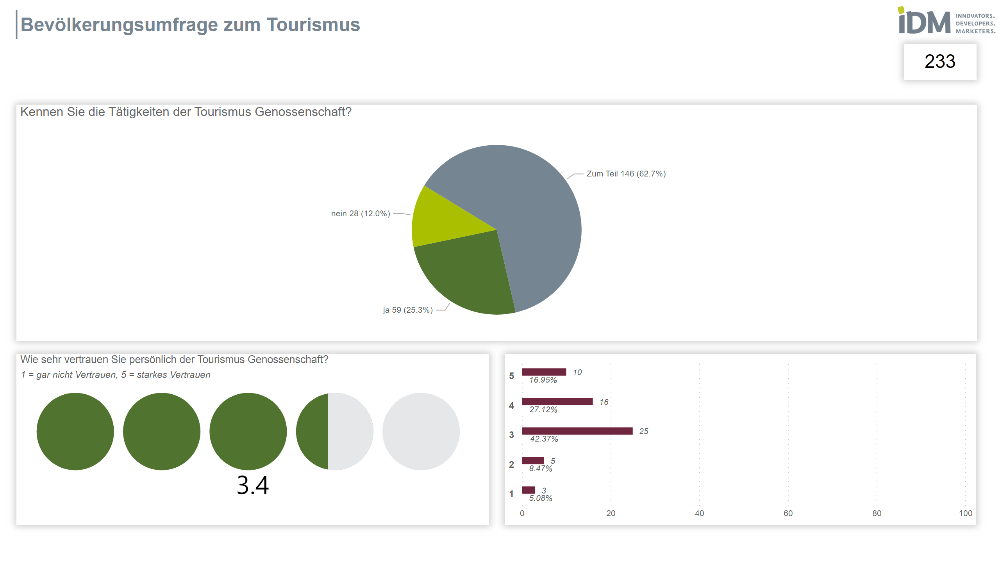 Bevölkerungsumfrage zum Tourismus
iDM
INNOVATORS.
DEVELOPERS.
MARKETERS.
233
Kennen Sie die Tätigkeiten der Tourismus Genossenschaft?
Zum Teil 146 (62.7%)
nein 28 (12.0%)
ja 59 (25.3%)
Wie sehr vertrauen Sie persönlich der Tourismus Genossenschaft?
1 = gar nicht Vertrauen, 5 = starkes Vertrauen
3.4
5 10
16.95%
4 16
27.12%
3 25
42.37%
2 5
8.47%
1 3
5.08%
0 20 40 60 80 100